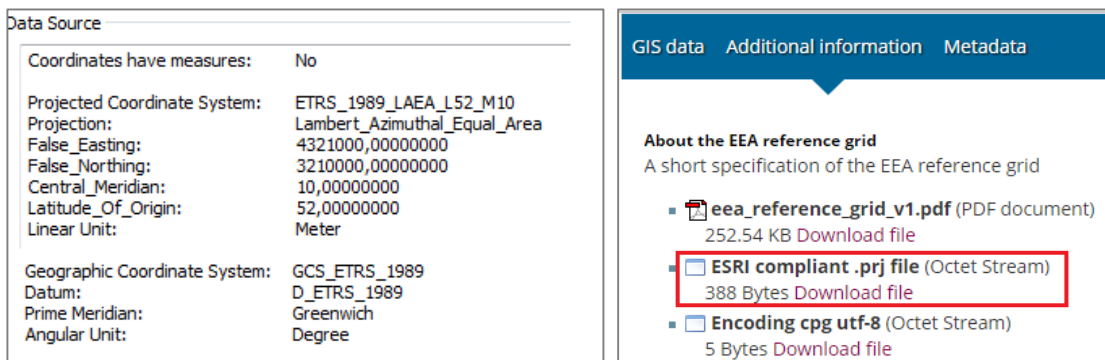 Data Source
Coordinates have measures: No
Projected Coordinate System: ETRS_1989_LAEA_L52_M10
Projection: Lambert_Azimuthal_Equal_Area
False_Easting: 4321000,00000000
False_Northing: 3210000,00000000
Central_Meridian: 10,00000000
Latitude_Of_Origin: 52,00000000
Linear Unit: Meter
Geographic Coordinate System: GCS_ETRS_1989
Datum: D_ETRS_1989
Prime Meridian: Greenwich
Angular Unit: Degree
GIS data Additional information Metadata
About the EEA reference grid
A short specification of the EEA reference grid
eea_reference_grid_v1.pdf (PDF document)
252.54 KB Download file
ESRI compliant .prj file (Octet Stream)
388 Bytes Download file
Encoding cpg utf-8 (Octet Stream)
5 Bytes Download file